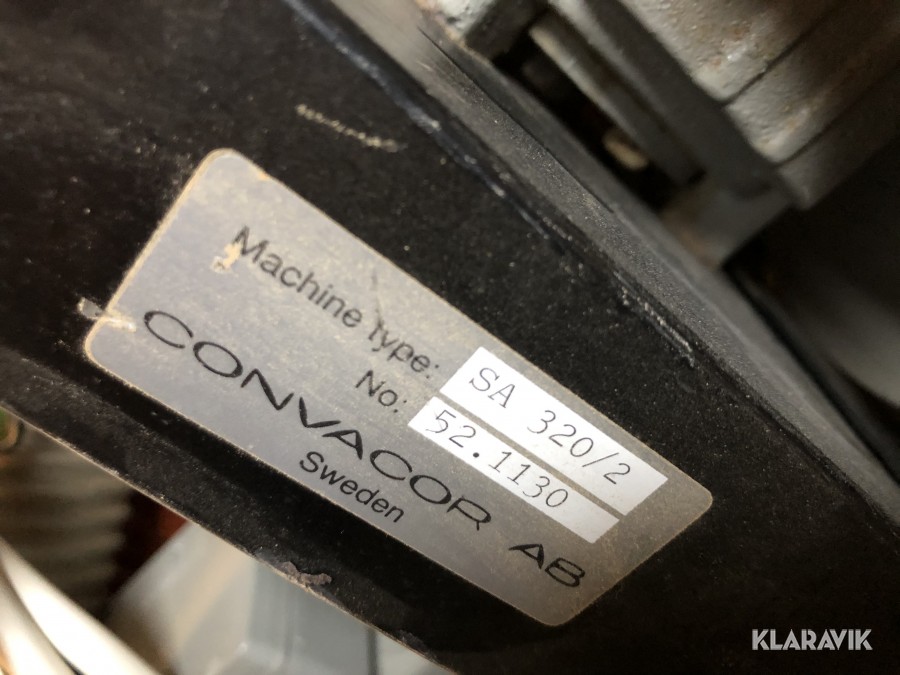 Machine type: SA 320/2
No: 52.1130
CONVACOR AB
Sweden
KLARAVIK